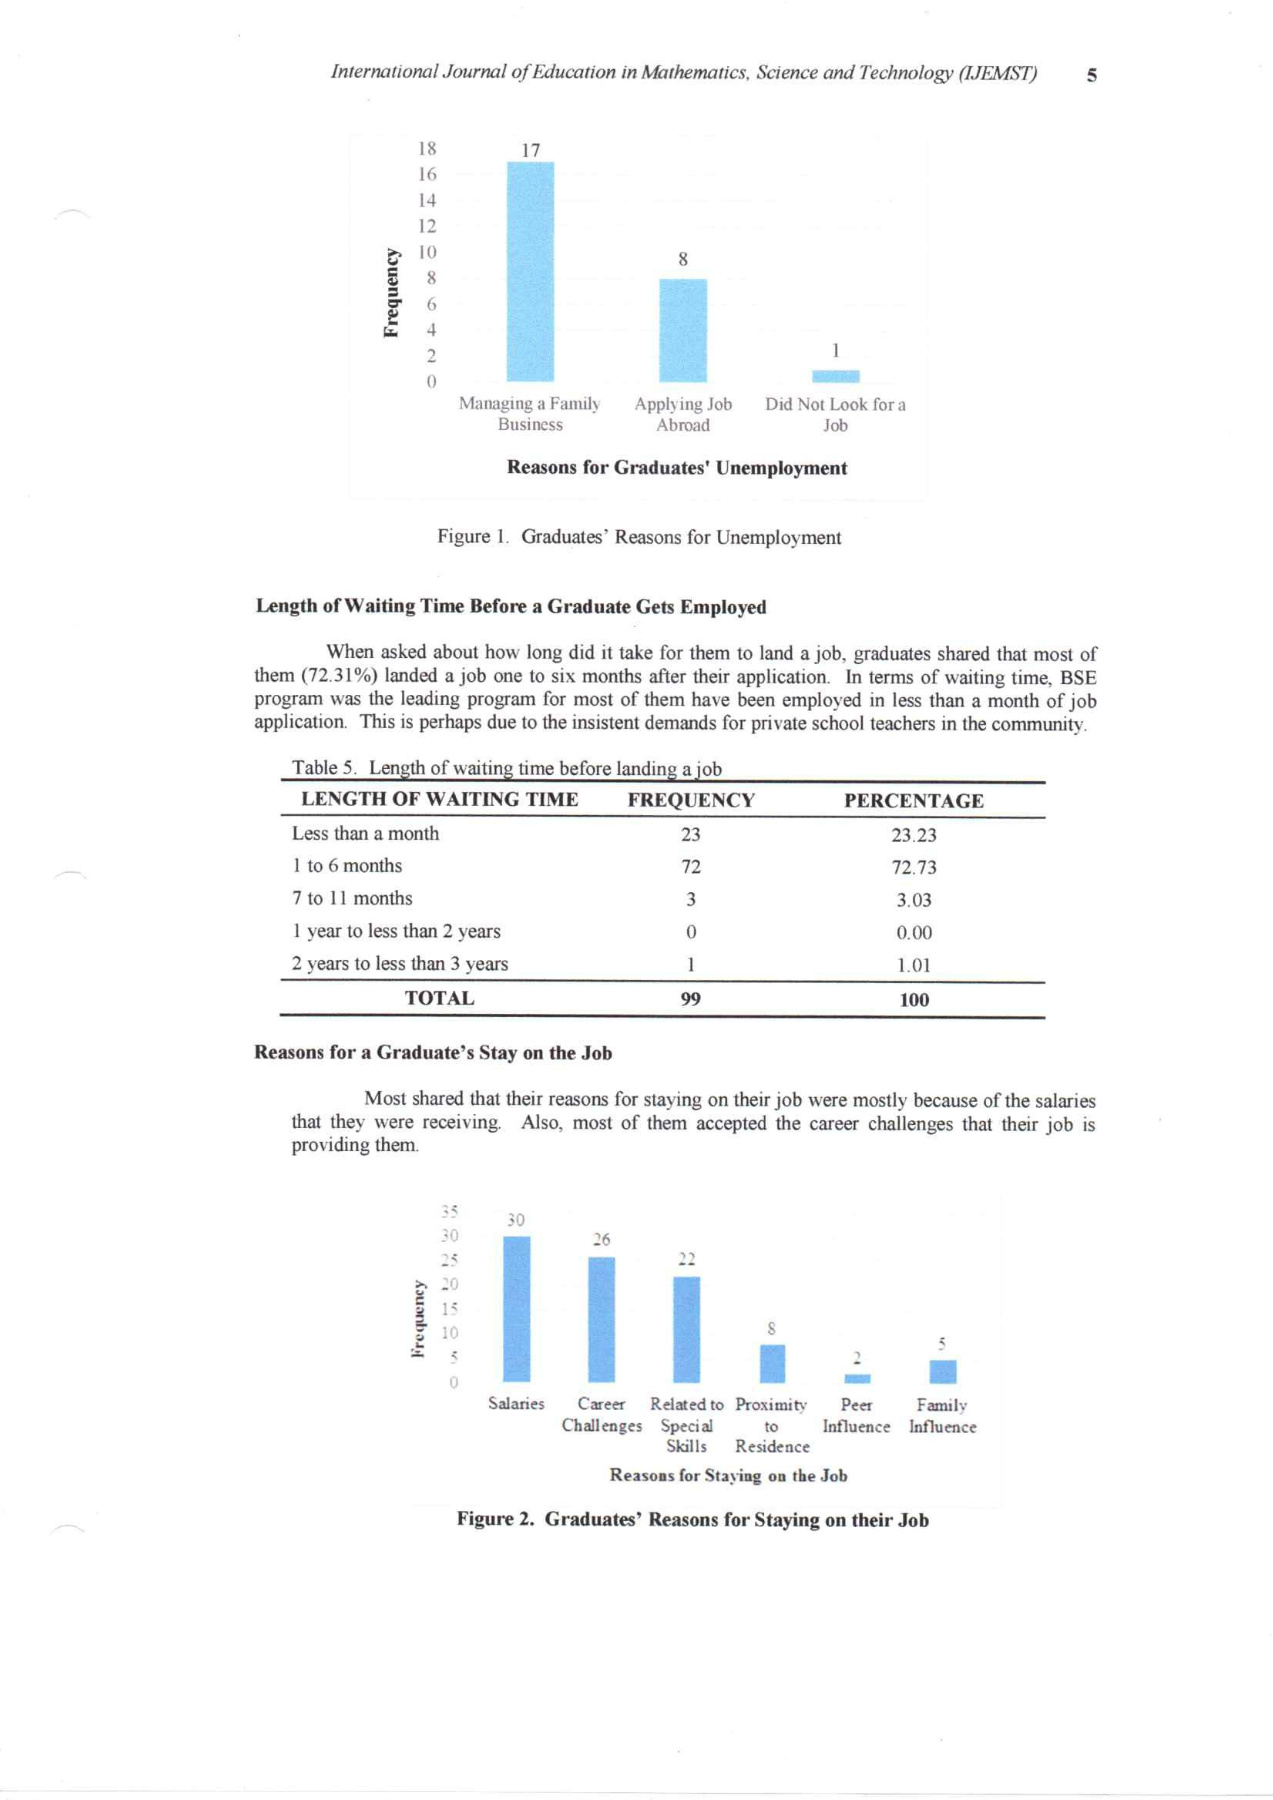 International Journal of Education in Mathematics, Science and Technology (IJEMST) 5
18
16
14
12
10
8
6
4
2
0
Frequency
17
8
1
Managing a Family Business
Applying Job Abroad
Did Not Look for a Job
Reasons for Graduates' Unemployment
Figure 1. Graduates' Reasons for Unemployment
Length of Waiting Time Before a Graduate Gets Employed
When asked about how long did it take for them to land a job, graduates shared that most of
them (72.31%) landed a job one to six months after their application. In terms of waiting time, BSE
program was the leading program for most of them have been employed in less than a month of job
application. This is perhaps due to the insistent demands for private school teachers in the community.
Table 5. Length of waiting time before landing a job
LENGTH OF WAITING TIME FREQUENCY PERCENTAGE
Less than a month 23 23.23
1 to 6 months 72 72.73
7 to 11 months 3 3.03
1 year to less than 2 years 0 0.00
2 years to less than 3 years 1 1.01
TOTAL 99 100
Reasons for a Graduate's Stay on the Job
Most shared that their reasons for staying on their job were mostly because of the salaries
that they were receiving. Also, most of them accepted the career challenges that their job is
providing them.
35
30
25
20
15
10
5
0
Frequency
30
26
22
8
2
5
Salaries
Career Challenges
Related to Special Skills
Proximity to Residence
Peer Influence
Family Influence
Reasons for Staying on the Job
Figure 2. Graduates' Reasons for Staying on their Job